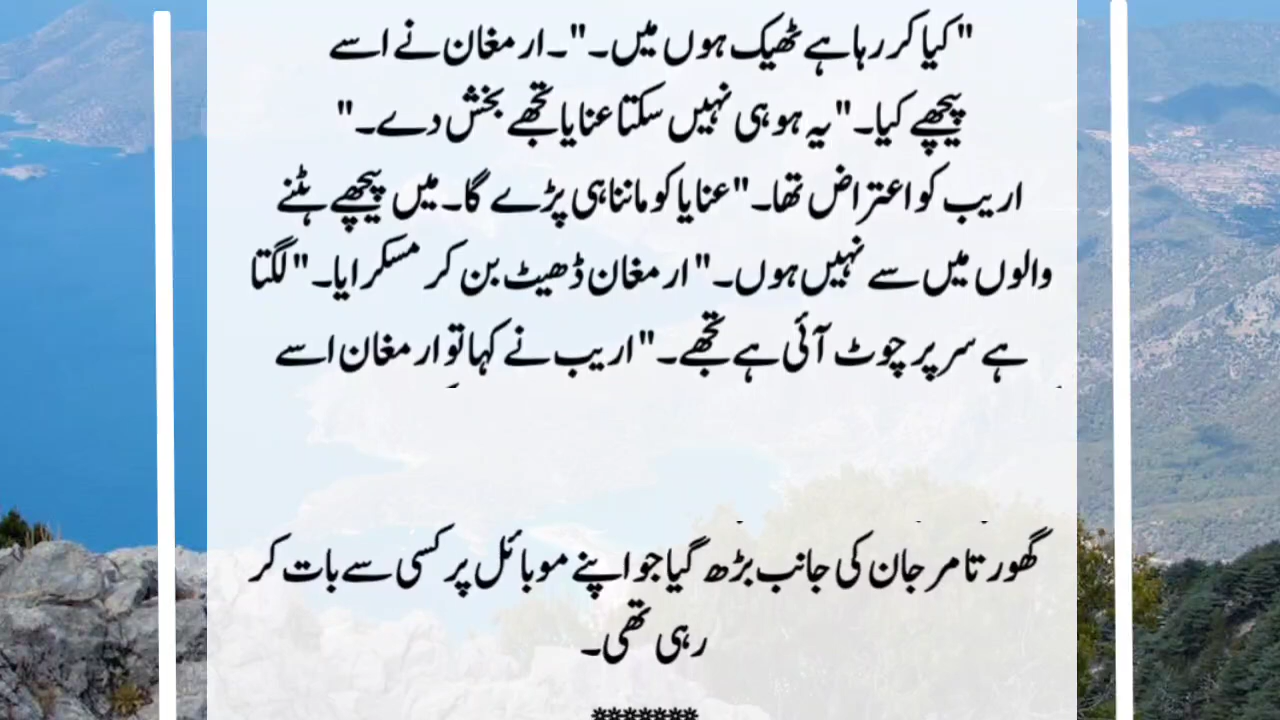 "کیا کر رہا ہے ٹھیک ہوں میں۔"۔ ارمغان نے اسے
پیچھے کیا۔ "یہ ہو ہی نہیں سکتا عنایا تجھے بخش دے۔"
اریب کو اعتراض تھا۔ "عنایا کو ماننا ہی پڑے گا۔ میں پیچھے ہٹنے
والوں میں سے نہیں ہوں۔" ارمغان ڈھیٹ بن کر مسکرایا۔ "لگتا
ہے سر پر چوٹ آئی ہے تجھے۔" اریب نے کہا تو ارمغان اسے
گھورتا مرجان کی جانب بڑھ گیا جو اپنے موبائل پر کسی سے بات کر
رہی تھی۔
*******